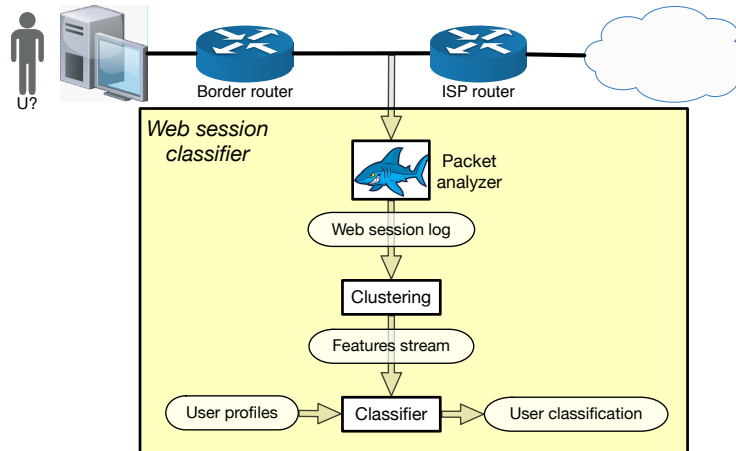 U?
Border router
ISP router
Web session
classifier
Packet
analyzer
Web session log
Clustering
Features stream
User profiles
Classifier
User classification